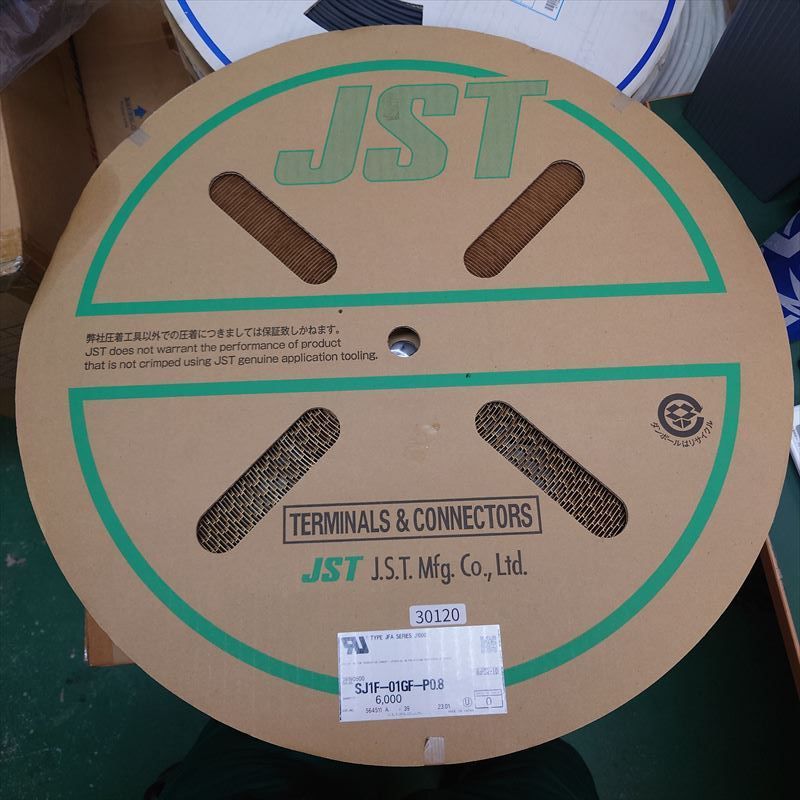 JST
弊社圧着工具以外での圧着につきましては保証致しかねます。
JST does not warrant the performance of product
that is not crimped using JST genuine application tooling.
ダンボールはリサイクル
TERMINALS & CONNECTORS
JST J.S.T. Mfg. Co., Ltd.
30120
TYPE JFA SERIES J1000
SJ1F-01GF-P0.8
6,000
564511 A - 39 23.01